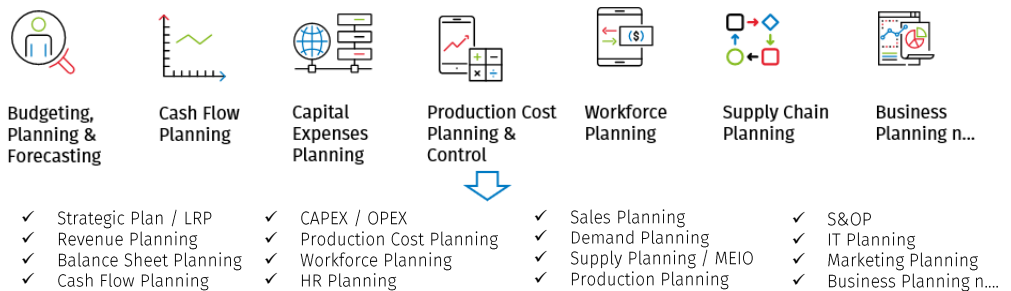 ($)
Budgeting,
Planning &
Forecasting
Cash Flow
Planning
Capital
Expenses
Planning
Production Cost
Planning &
Control
Workforce
Planning
Supply Chain
Planning
Business
Planning n...
✓ Strategic Plan / LRP
✓ Revenue Planning
✓ Balance Sheet Planning
✓ Cash Flow Planning
✓ CAPEX / OPEX
✓ Production Cost Planning
✓ Workforce Planning
✓ HR Planning
✓ Sales Planning
✓ Demand Planning
✓ Supply Planning / MEIO
✓ Production Planning
✓ S&OP
✓ IT Planning
✓ Marketing Planning
✓ Business Planning n....